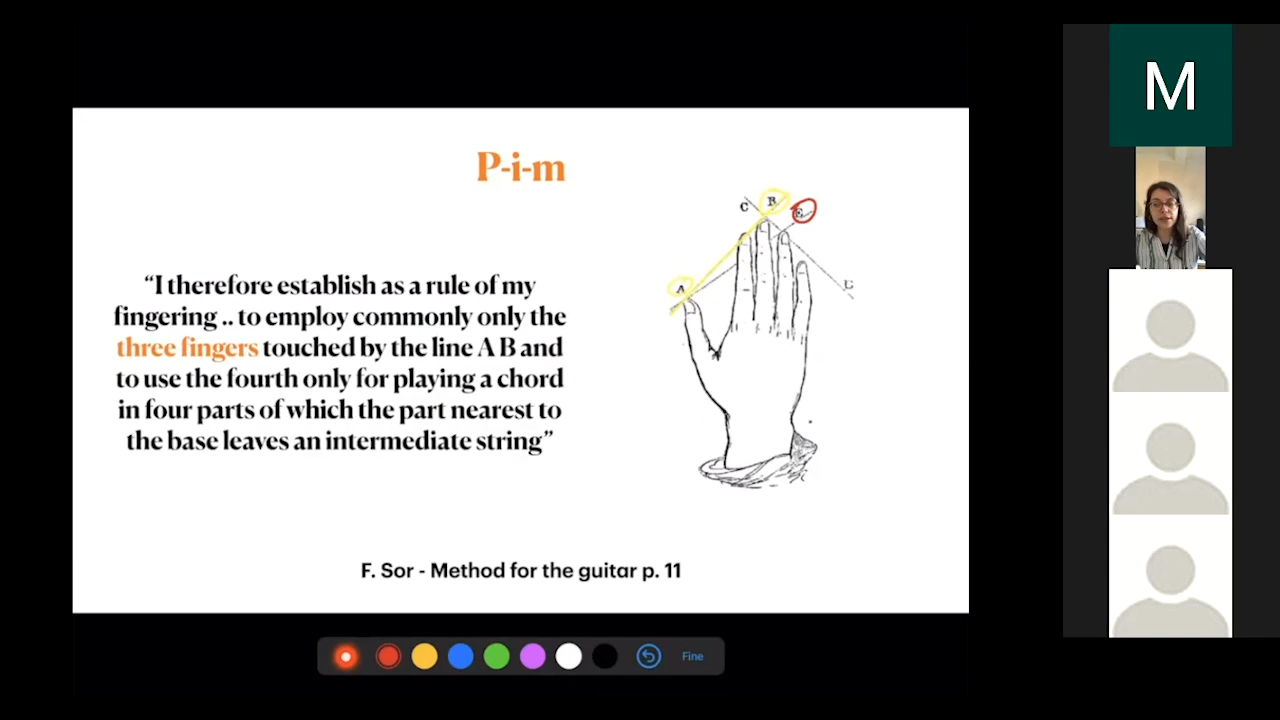 P-i-m
C B E
A
“I therefore establish as a rule of my
fingering .. to employ commonly only the
three fingers touched by the line A B and
to use the fourth only for playing a chord
in four parts of which the part nearest to
the base leaves an intermediate string”
F. Sor - Method for the guitar p. 11
Fine
M